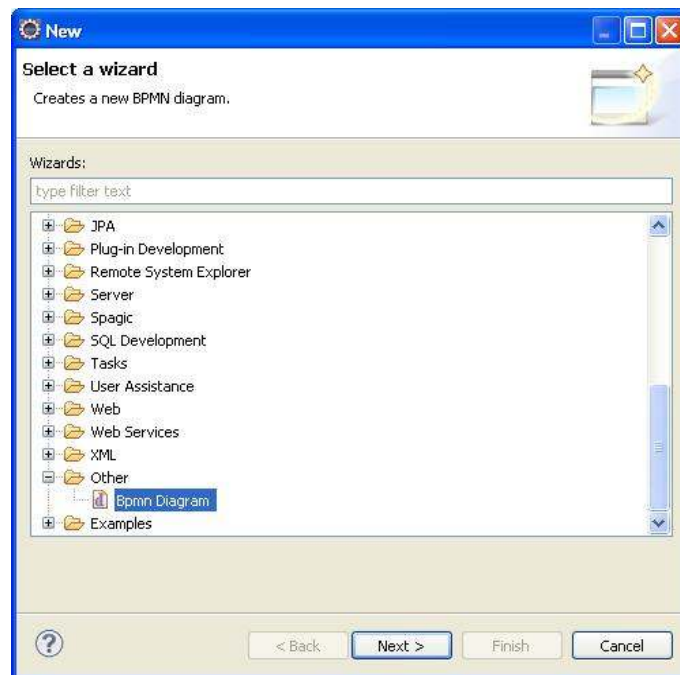 New
Select a wizard
Creates a new BPMN diagram.
Wizards:
type filter text
JPA
Plug-in Development
Remote System Explorer
Server
Spagic
SQL Development
Tasks
User Assistance
Web
Web Services
XML
Other
Bpmn Diagram
Examples
? < Back Next > Finish Cancel